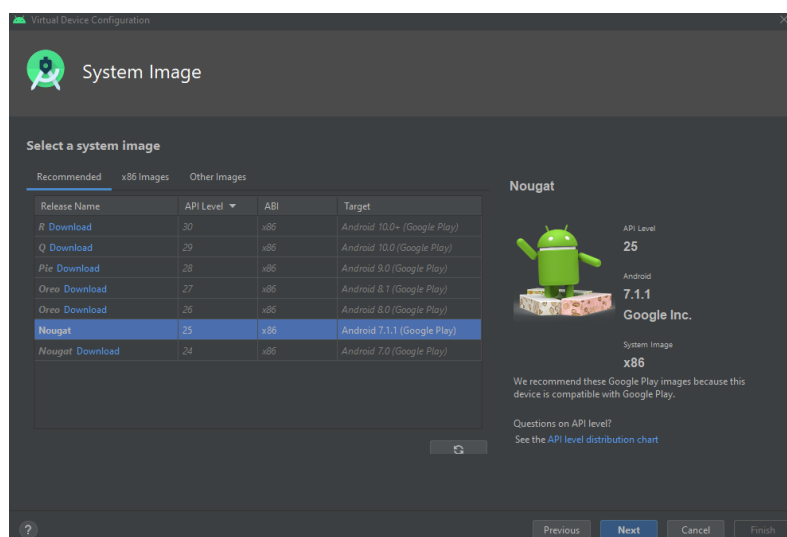 Virtual Device Configuration
System Image
Select a system image
Recommended x86 Images Other Images
Release Name API Level ABI Target
R Download 30 x86 Android 10.0+ (Google Play)
Q Download 29 x86 Android 10.0 (Google Play)
Pie Download 28 x86 Android 9.0 (Google Play)
Oreo Download 27 x86 Android 8.1 (Google Play)
Oreo Download 26 x86 Android 8.0 (Google Play)
Nougat 25 x86 Android 7.1.1 (Google Play)
Nougat Download 24 x86 Android 7.0 (Google Play)
Nougat
API Level
25
Android
7.1.1
Google Inc.
System Image
x86
We recommend these Google Play images because this
device is compatible with Google Play.
Questions on API level?
See the API level distribution chart
? Previous Next Cancel Finish